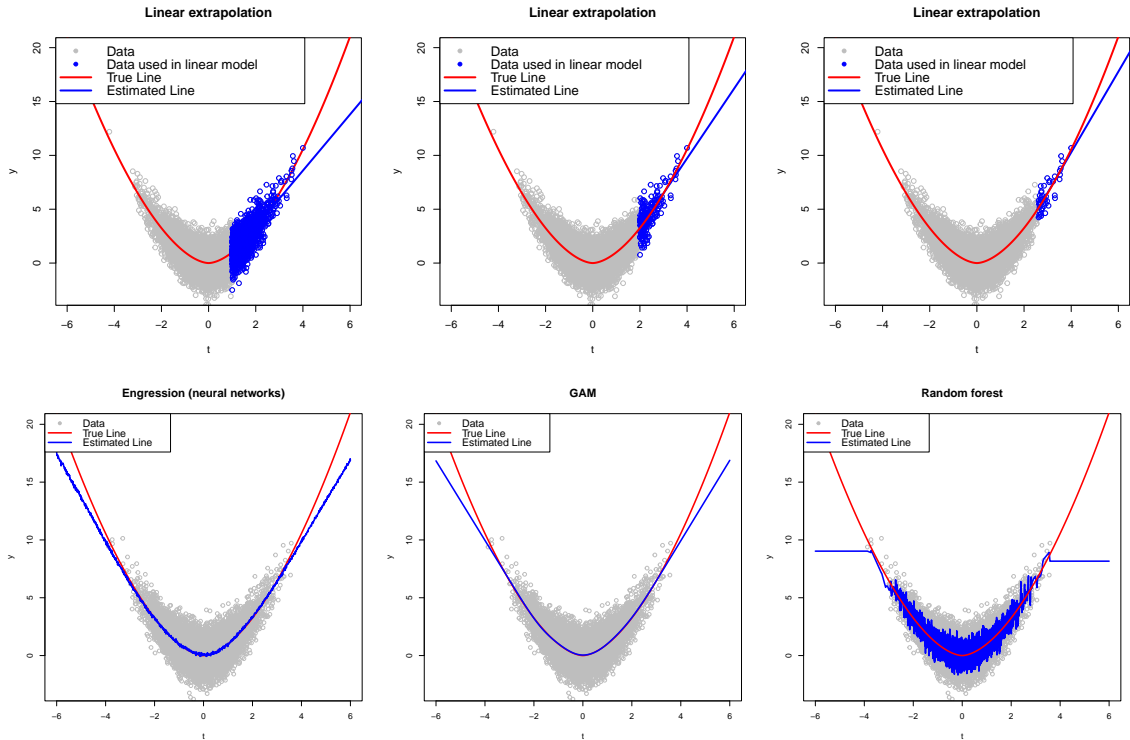 Linear extrapolation
Data
Data used in linear model
True Line
Estimated Line
y
20
15
10
5
0
−6 −4 −2 0 2 4 6
t
Linear extrapolation
Data
Data used in linear model
True Line
Estimated Line
y
20
15
10
5
0
−6 −4 −2 0 2 4 6
t
Linear extrapolation
Data
Data used in linear model
True Line
Estimated Line
y
20
15
10
5
0
−6 −4 −2 0 2 4 6
t
Engression (neural networks)
Data
True Line
Estimated Line
y
20
15
10
5
0
−6 −4 −2 0 2 4 6
t
GAM
Data
True Line
Estimated Line
y
20
15
10
5
0
−6 −4 −2 0 2 4 6
t
Random forest
Data
True Line
Estimated Line
y
20
15
10
5
0
−6 −4 −2 0 2 4 6
t